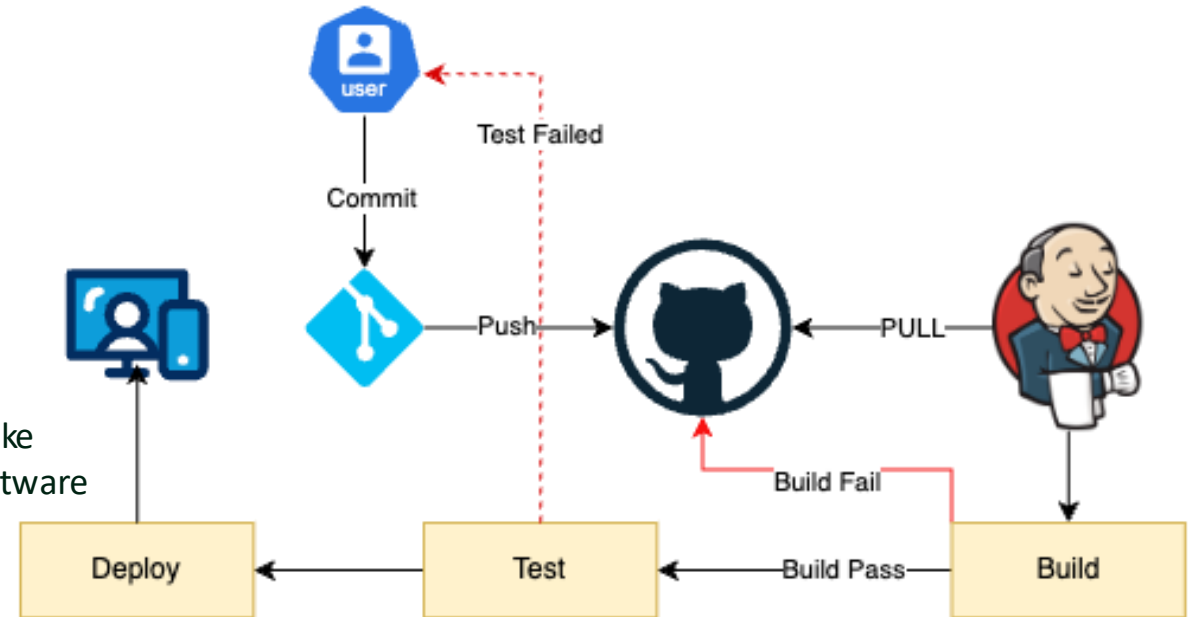 user
Test Failed
Commit
Push
PULL
ke
tware
Build Fail
Deploy
Test
Build Pass
Build